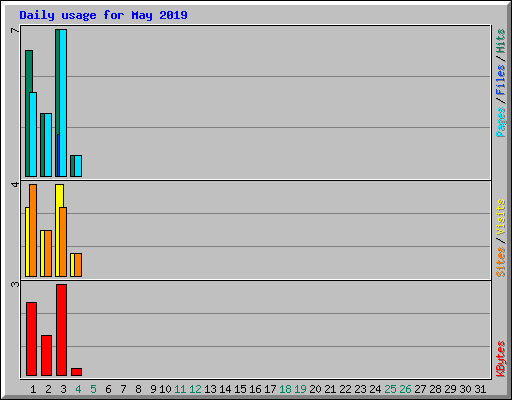 Daily usage for May 2019
7
4
3
Pages/Files/Hits
Sites/Visits
KBytes
1 2 3 4 5 6 7 8 9 10 11 12 13 14 15 16 17 18 19 20 21 22 23 24 25 26 27 28 29 30 31